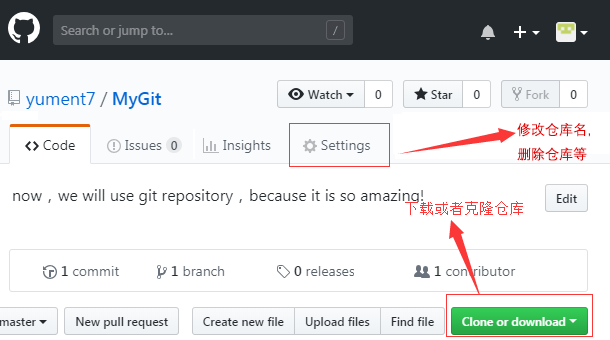 Search or jump to...
/
yument7 / MyGit
Watch 0
Star 0
Fork 0
Code
Issues 0
Insights
Settings
修改仓库名,
删除仓库等
now，we will use git repository，because it is so amazing!
Edit
下载或者克隆仓库
1 commit
1 branch
0 releases
1 contributor
master
New pull request
Create new file
Upload files
Find file
Clone or download